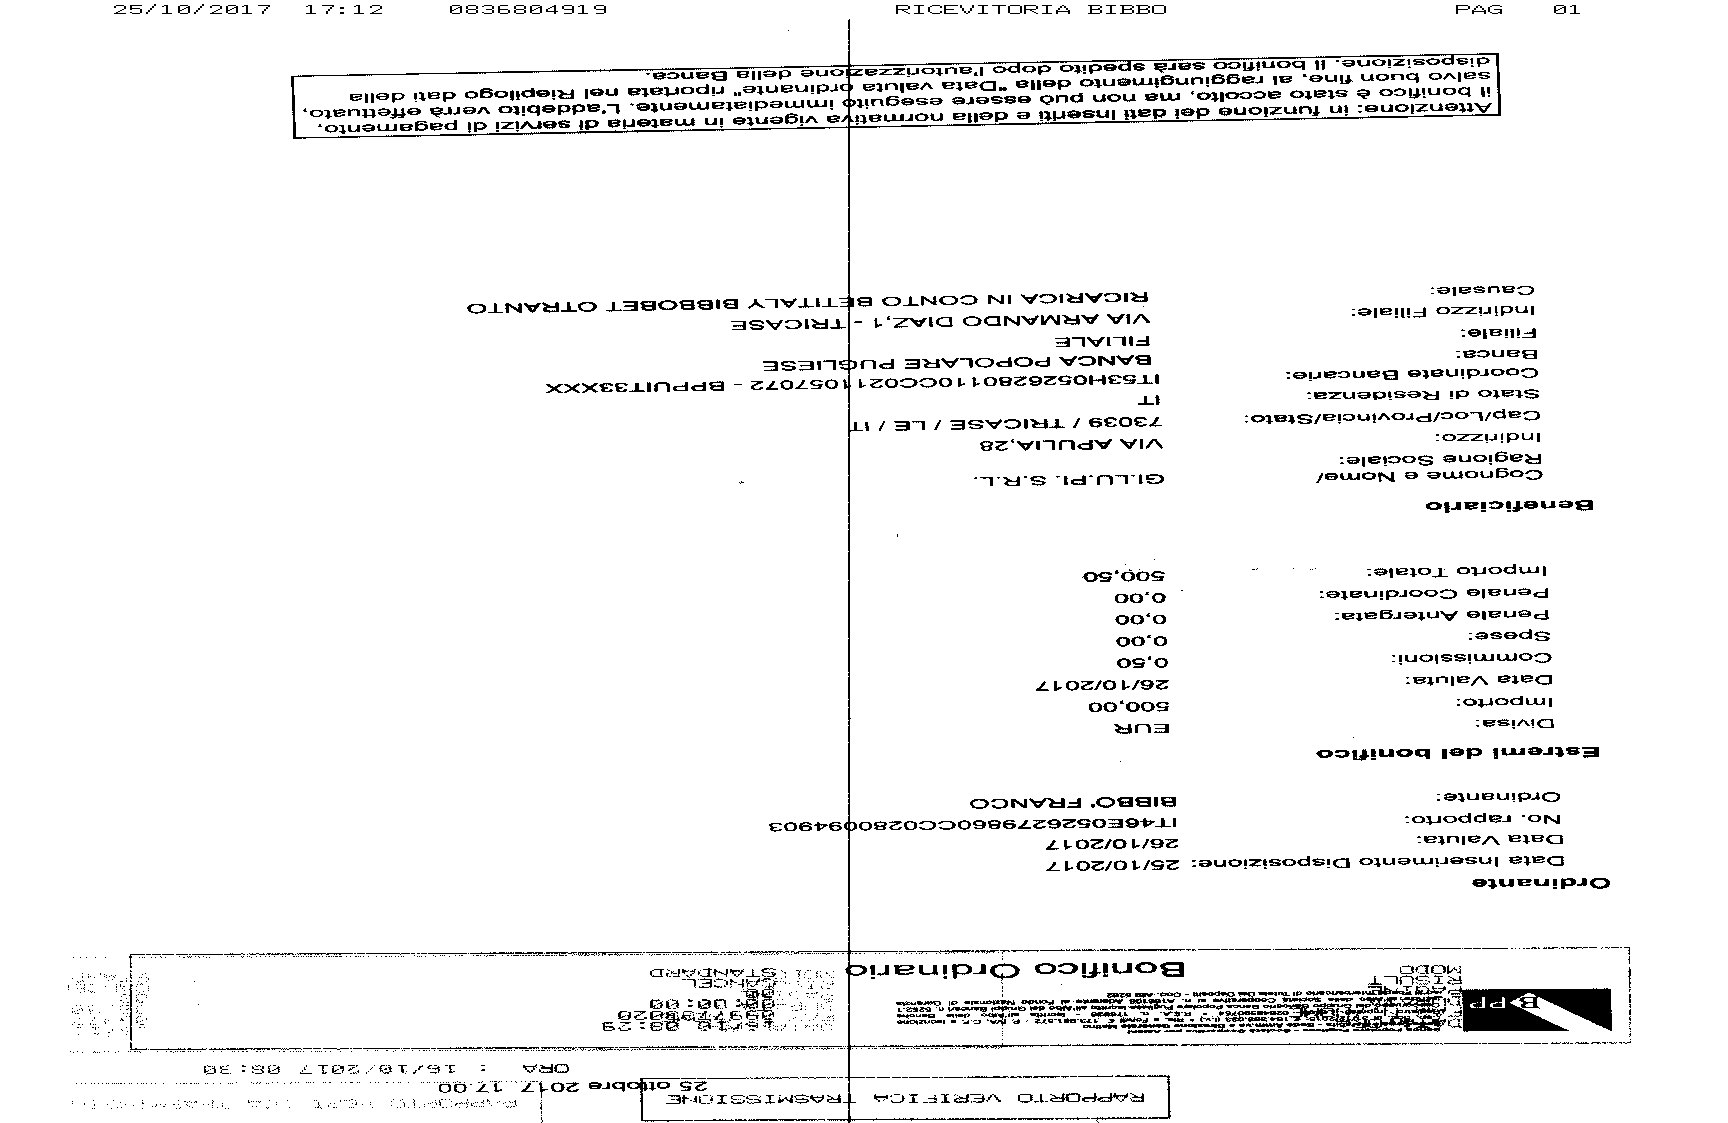 25/10/2017 17:12 0836804919 RICEVITORIA BIBBO PAG 01
RAPPORTO VERIFICA TRASMISSIONE
25 ottobre 2017 17.00
ORA : 16/10/2017 08:30
BPP
Bonifico Ordinario
16/10 08:29
00:00:00
CANCEL
STANDARD
MODO
Ordinante
Data Inserimento Disposizione: 25/10/2017
Data Valuta: 26/10/2017
No. rapporto: IT46E0526279860CC0280094903
Ordinante: BIBBO' FRANCO
Estremi del bonifico
Divisa: EUR
Importo: 500,00
Data Valuta: 26/10/2017
Commissioni: 0,50
Spese: 0,00
Penale Antergata: 0,00
Penale Coordinate: 0,00
Importo Totale: 500,50
Beneficiario
Cognome e Nome/ GI.LU.PI. S.R.L.
Ragione Sociale:
Indirizzo: VIA APULIA,28
Cap/Loc/Provincia/Stato: 73039 / TRICASE / LE / IT
Stato di Residenza: IT
Coordinate Bancarie: IT53H0526280110CC0211057072 - BPPUIT33XXX
Banca: BANCA POPOLARE PUGLIESE
Filiale: FILIALE
Indirizzo Filiale: VIA ARMANDO DIAZ,1 - TRICASE
Causale: RICARICA IN CONTO BETITALY BIBBOBET OTRANTO
Attenzione: in funzione dei dati inseriti e della normativa vigente in materia di servizi di pagamento,
il bonifico è stato accolto, ma non può essere eseguito immediatamente. L'addebito verrà effettuato,
salvo buon fine, al raggiungimento della "Data valuta ordinante" riportata nel Riepilogo dati della
disposizione. Il bonifico sarà spedito dopo l'autorizzazione della Banca.